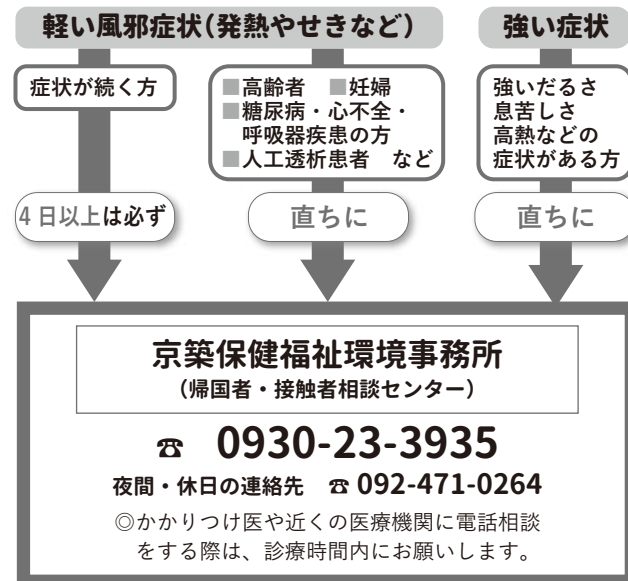 軽い風邪症状（発熱やせきなど）
症状が続く方
4日以上は必ず
■高齢者　■妊婦
■糖尿病・心不全・
呼吸器疾患の方
■人工透析患者　など
直ちに
強い症状
強いだるさ
息苦しさ
高熱などの
症状がある方
直ちに
京築保健福祉環境事務所
（帰国者・接触者相談センター）
☎　0930-23-3935
夜間・休日の連絡先　☎ 092-471-0264
◎かかりつけ医や近くの医療機関に電話相談
をする際は、診療時間内にお願いします。